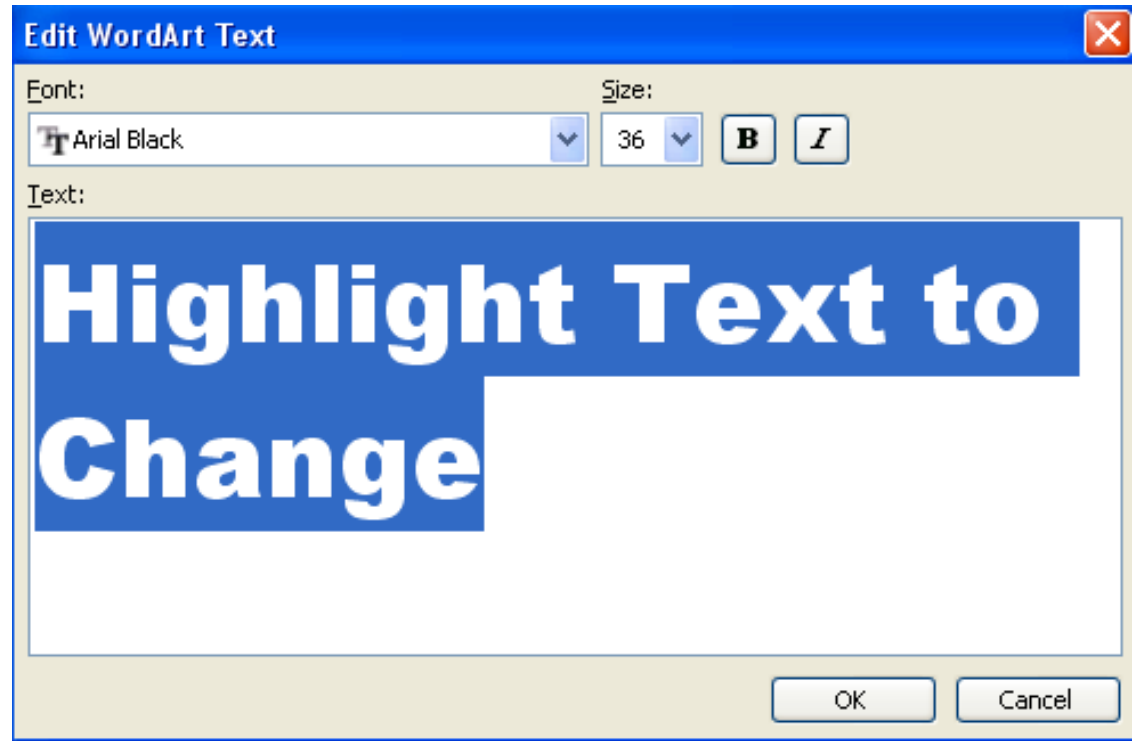 Edit WordArt Text
Font: Size:
Arial Black 36 B I
Text:
Highlight Text to
Change
OK Cancel